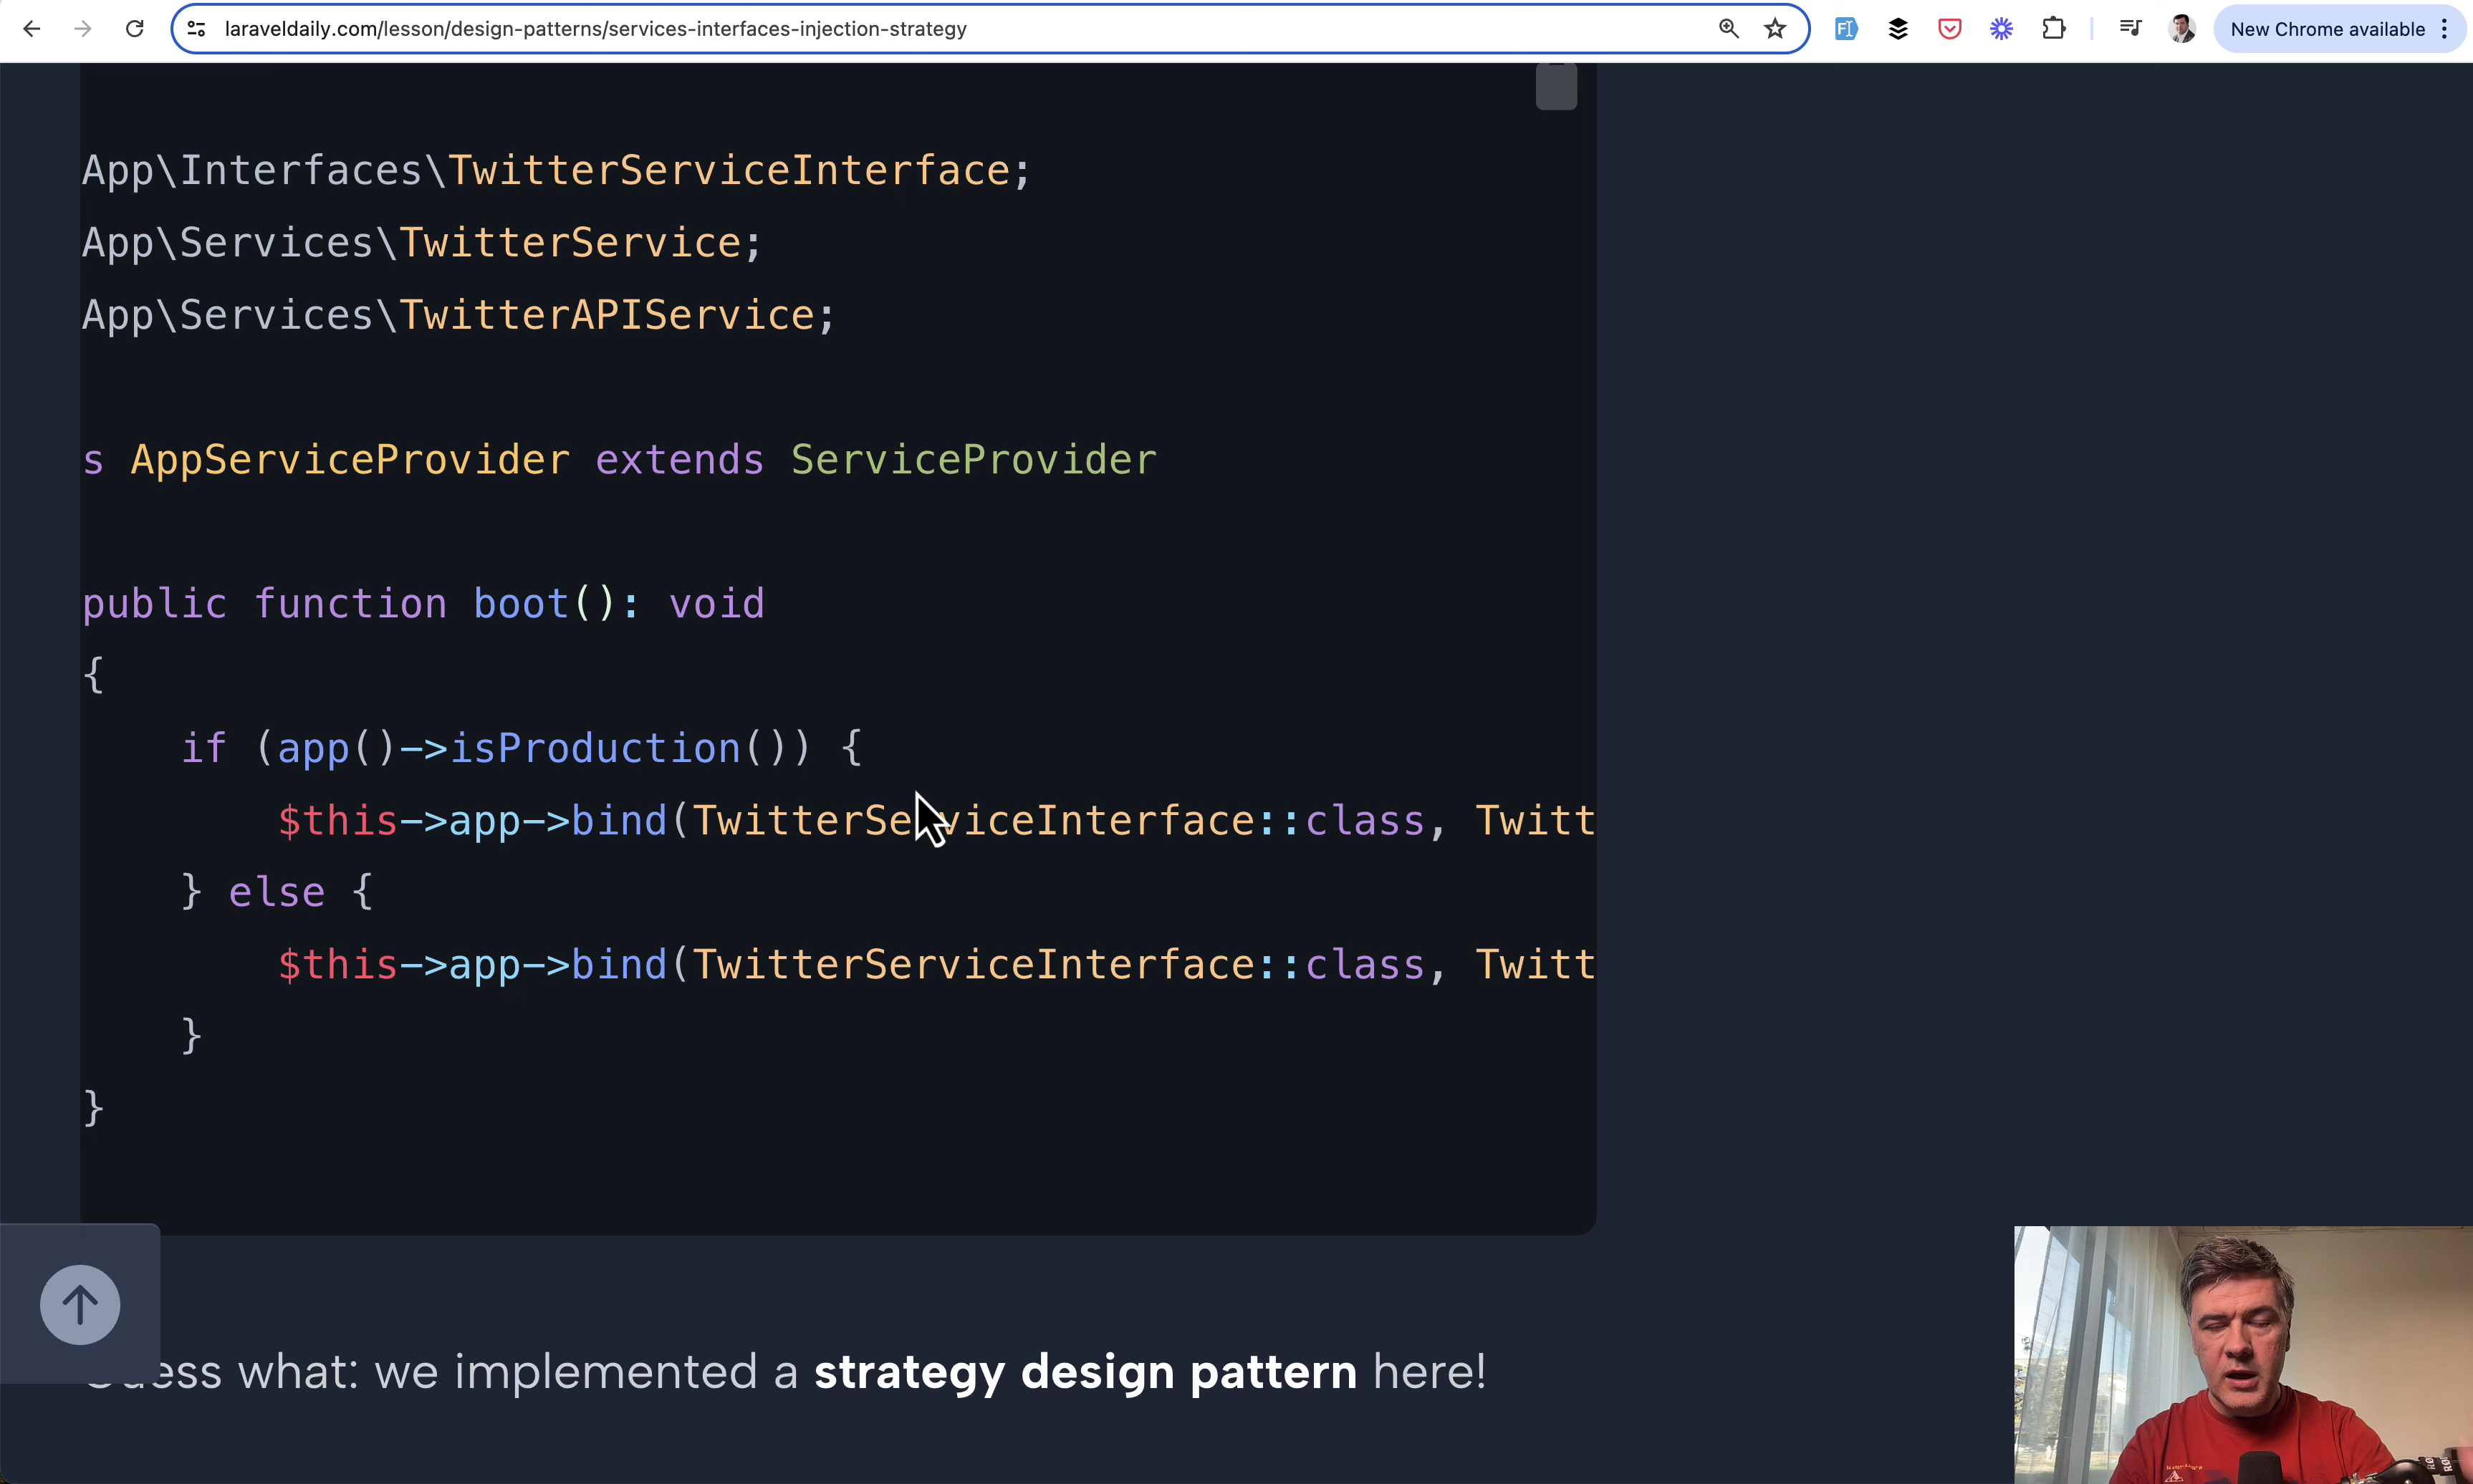 laraveldaily.com/lesson/design-patterns/services-interfaces-injection-strategy
New Chrome available
App\Interfaces\TwitterServiceInterface;
App\Services\TwitterService;
App\Services\TwitterAPIService;
s AppServiceProvider extends ServiceProvider
public function boot(): void
{
if (app()->isProduction()) {
$this->app->bind(TwitterServiceInterface::class, Twitt
} else {
$this->app->bind(TwitterServiceInterface::class, Twitt
}
}
ess what: we implemented a strategy design pattern here!